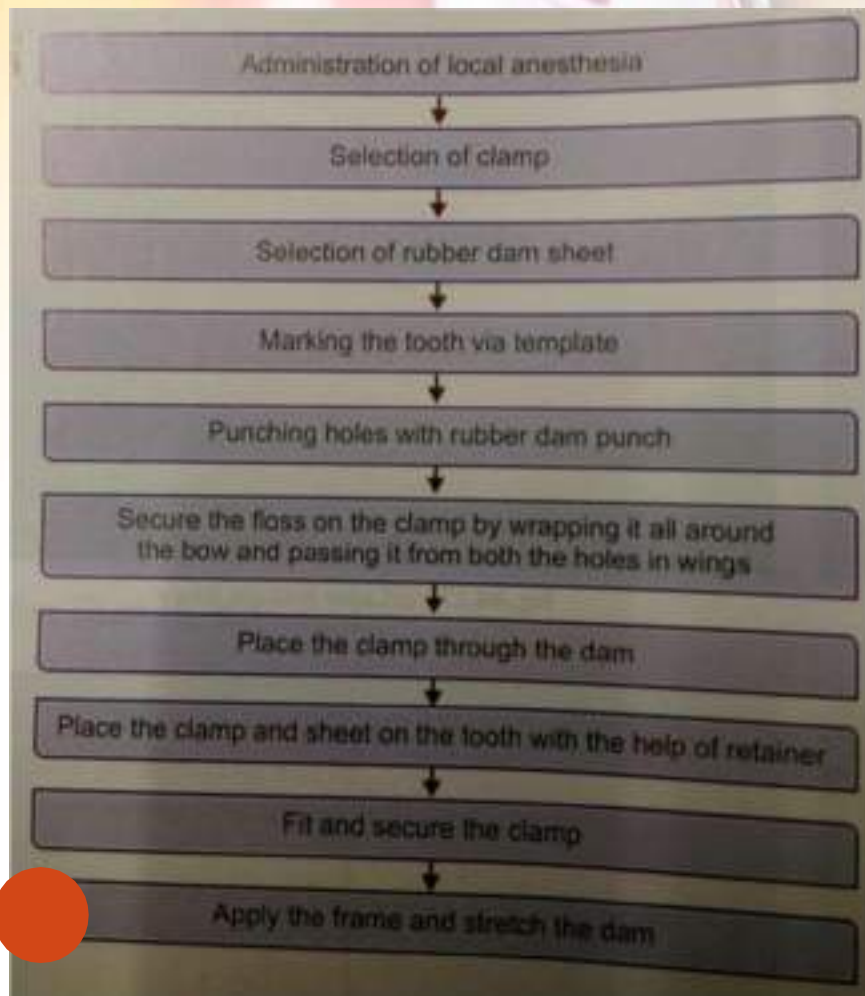 Administration of local anesthesia
Selection of clamp
Selection of rubber dam sheet
Marking the tooth via template
Punching holes with rubber dam punch
Secure the floss on the clamp by wrapping it all around
the bow and passing it from both the holes in wings
Place the clamp through the dam
Place the clamp and sheet on the tooth with the help of retainer
Fit and secure the clamp
Apply the frame and stretch the dam